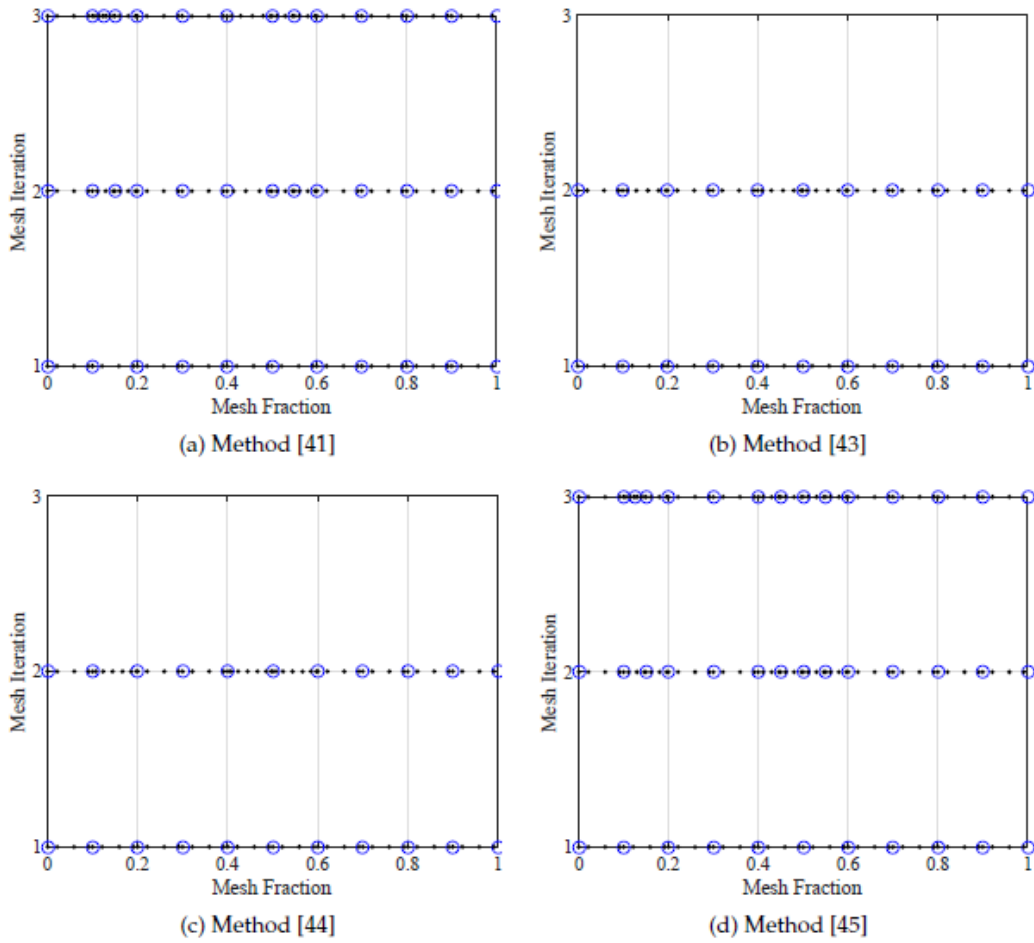 3
2
1
Mesh Iteration
0 0.2 0.4 0.6 0.8 1
Mesh Fraction
(a) Method [41]
3
2
1
Mesh Iteration
0 0.2 0.4 0.6 0.8 1
Mesh Fraction
(b) Method [43]
3
2
1
Mesh Iteration
0 0.2 0.4 0.6 0.8 1
Mesh Fraction
(c) Method [44]
3
2
1
Mesh Iteration
0 0.2 0.4 0.6 0.8 1
Mesh Fraction
(d) Method [45]